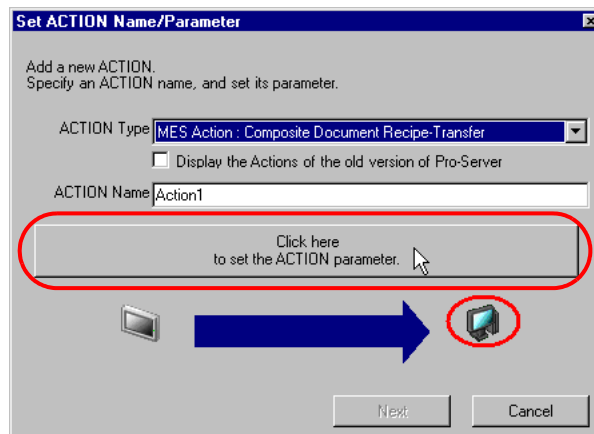 Set ACTION Name/Parameter
Add a new ACTION.
Specify an ACTION name, and set its parameter.
ACTION Type MES Action : Composite Document Recipe-Transfer
Display the Actions of the old version of Pro-Server
ACTION Name Action1
Click here
to set the ACTION parameter.
Next Cancel